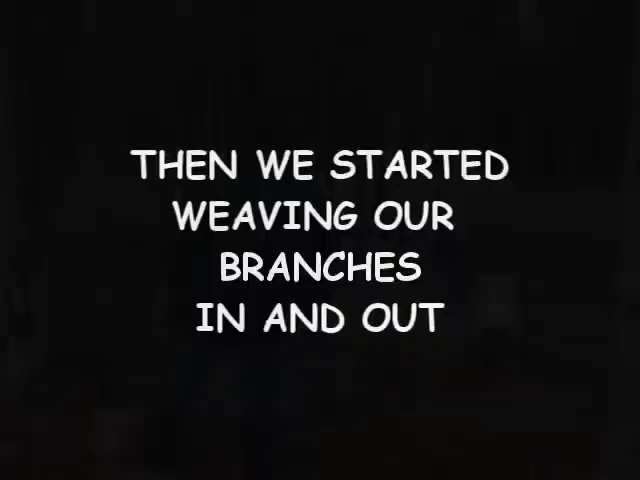 THEN WE STARTED
WEAVING OUR
BRANCHES
IN AND OUT